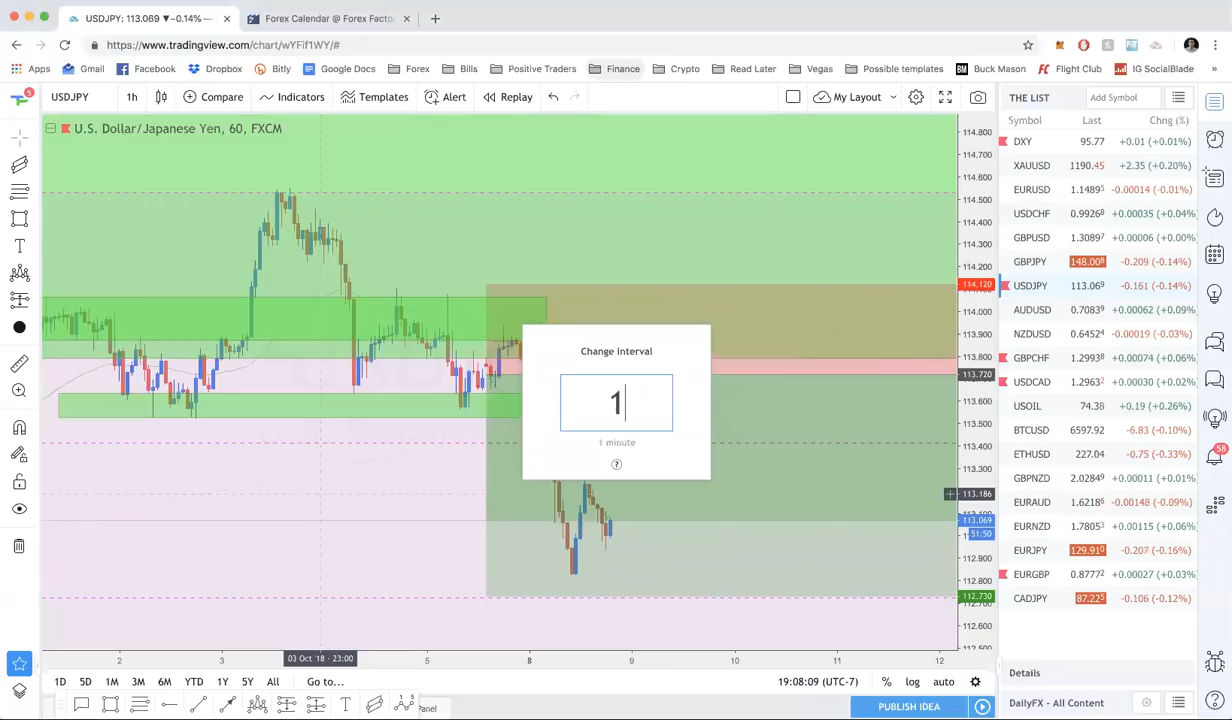 USDJPY: 113.069 ▼−0.14% —
Forex Calendar @ Forex Facto
https://www.tradingview.com/chart/wYFif1WY/#
Apps Gmail Facebook Dropbox Bitly Google Docs Forex Bills Positive Traders Finance Crypto Read Later Vegas Possible templates Buck Mason Flight Club IG SocialBlade »
USDJPY 1h Compare Indicators Templates Alert Replay My Layout
5
U.S. Dollar/Japanese Yen, 60, FXCM
THE LIST
Add Symbol
Symbol Last Chng (%)
DXY 95.77 +0.01 (+0.01%)
XAUUSD 1190.45 +2.35 (+0.20%)
EURUSD 1.14895 -0.00014 (-0.01%)
USDCHF 0.99268 +0.00035 (+0.04%)
GBPUSD 1.30897 +0.00006 (+0.00%)
GBPJPY 148.008 -0.209 (-0.14%)
USDJPY 113.069 -0.161 (-0.14%)
AUDUSD 0.70839 +0.00062 (+0.09%)
NZDUSD 0.64524 -0.00019 (-0.03%)
GBPCHF 1.29938 +0.00074 (+0.06%)
USDCAD 1.29632 +0.00030 (+0.02%)
USOIL 74.38 +0.19 (+0.26%)
BTCUSD 6597.92 -6.83 (-0.10%)
ETHUSD 227.04 -0.75 (-0.33%)
GBPNZD 2.02849 +0.00011 (+0.01%)
EURAUD 1.62186 -0.00148 (-0.09%)
EURNZD 1.78053 +0.00115 (+0.06%)
EURJPY 129.910 -0.207 (-0.16%)
EURGBP 0.87772 +0.00027 (+0.03%)
CADJPY 87.225 -0.106 (-0.12%)
58
Details
DailyFX - All Content
114.800
114.700
114.600
114.500
114.400
114.300
114.200
114.120
114.000
113.900
113.800
113.720
113.600
113.500
113.400
113.300
113.186
113.069
51:50
112.900
112.800
112.730
112.600
112.500
Change Interval
1
1 minute
?
2 3 03 Oct '18 - 23:00 5 8 9 10 11 12
1D 5D 1M 3M 6M YTD 1Y 5Y All Go to...
19:08:09 (UTC-7) % log auto
Panel
PUBLISH IDEA